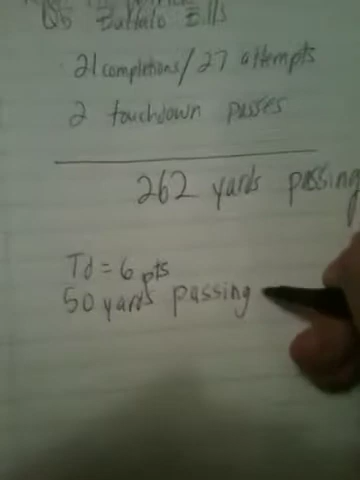 QB Buffalo Bills
21 completions/27 attempts
2 touchdown passes
262 yards passing
Td = 6 pts
50 yards passing